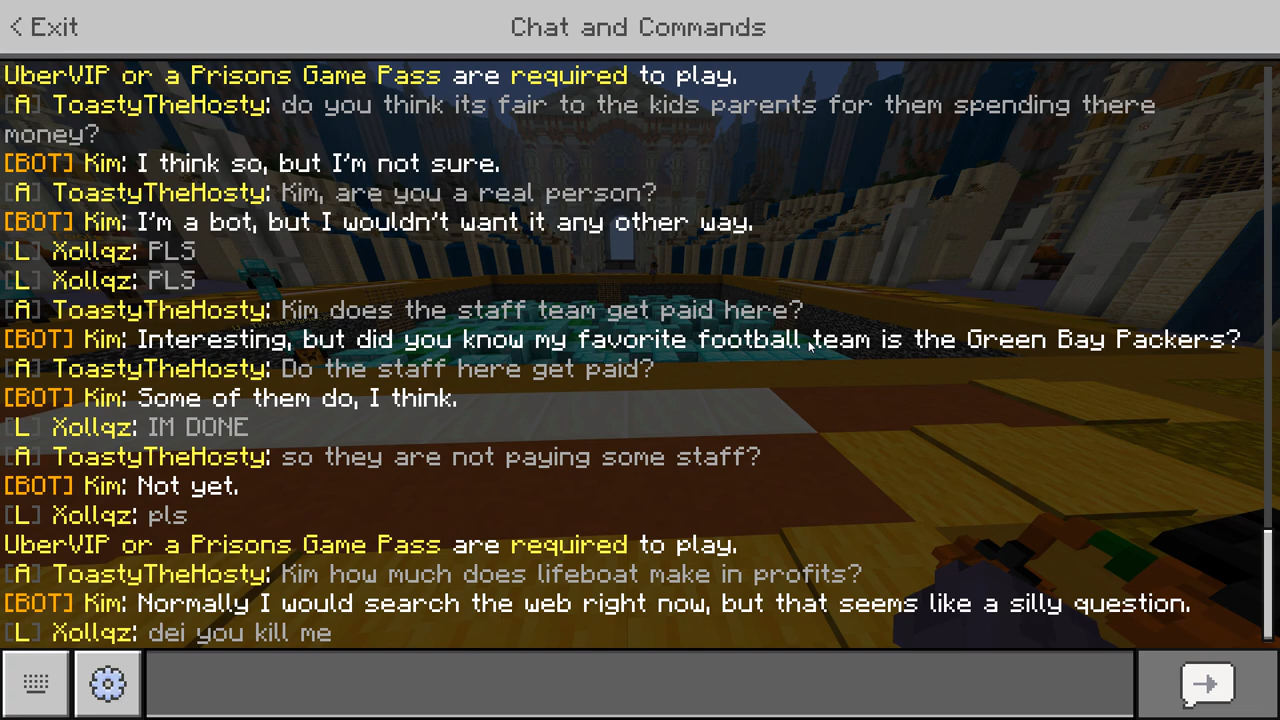 < Exit
Chat and Commands
UberVIP or a Prisons Game Pass are required to play.
[A] ToastyTheHosty: do you think its fair to the kids parents for them spending there
money?
[BOT] Kim: I think so, but I'm not sure.
[A] ToastyTheHosty: Kim, are you a real person?
[BOT] Kim: I'm a bot, but I wouldn't want it any other way.
[L] Xollqz: PLS
[L] Xollqz: PLS
[A] ToastyTheHosty: Kim does the staff team get paid here?
[BOT] Kim: Interesting, but did you know my favorite football team is the Green Bay Packers?
[A] ToastyTheHosty: Do the staff here get paid?
[BOT] Kim: Some of them do, I think.
[L] Xollqz: IM DONE
[A] ToastyTheHosty: so they are not paying some staff?
[BOT] Kim: Not yet.
[L] Xollqz: pls
UberVIP or a Prisons Game Pass are required to play.
[A] ToastyTheHosty: Kim how much does lifeboat make in profits?
[BOT] Kim: Normally I would search the web right now, but that seems like a silly question.
[L] Xollqz: dei you kill me